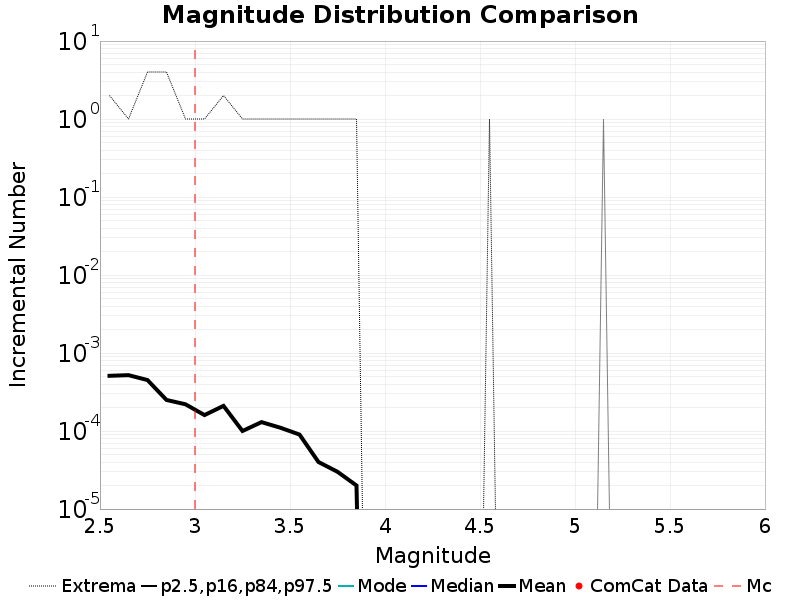 Magnitude Distribution Comparison
10^1
10^0
10^-1
10^-2
10^-3
10^-4
10^-5
Incremental Number
2.5 3 3.5 4 4.5 5 5.5 6
Magnitude
Extrema p2.5,p16,p84,p97.5 Mode Median Mean ComCat Data Mc